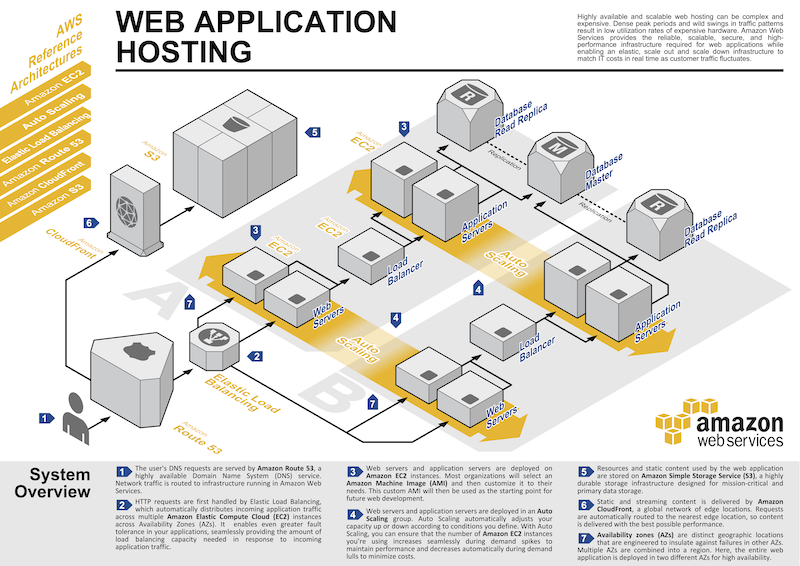 AWS
Reference
Architectures
Amazon EC2
Auto Scaling
Elastic Load Balancing
Amazon Route 53
Amazon CloudFront
Amazon S3
WEB APPLICATION
HOSTING
Highly available and scalable web hosting can be complex and
expensive. Dense peak periods and wild swings in traffic patterns
result in low utilization rates of expensive hardware. Amazon Web
Services provides the reliable, scalable, secure, and high-
performance infrastructure required for web applications while
enabling an elastic, scale out and scale down infrastructure to
match IT costs in real time as customer traffic fluctuates.
Amazon
S3
5
6
Amazon
CloudFront
3
Amazon
EC2
R
Database
Read Replica
Replication
M
Database
Master
Replication
R
Database
Read Replica
Application
Servers
Amazon
EC2
Load
Balancer
3
Amazon
EC2
Web
Servers
Auto
Scaling
4
Application
Servers
Load
Balancer
A
7
Auto
Scaling
4
2
Elastic Load
Balancing
B
7
Web
Servers
1
Amazon
Route 53
amazon
webservices
System
Overview
1 The user's DNS requests are served by Amazon Route 53, a
highly available Domain Name System (DNS) service.
Network traffic is routed to infrastructure running in Amazon Web
Services.
2 HTTP requests are first handled by Elastic Load Balancing,
which automatically distributes incoming application traffic
across multiple Amazon Elastic Compute Cloud (EC2) instances
across Availability Zones (AZs). It enables even greater fault
tolerance in your applications, seamlessly providing the amount of
load balancing capacity needed in response to incoming
application traffic.
3 Web servers and application servers are deployed on
Amazon EC2 instances. Most organizations will select an
Amazon Machine Image (AMI) and then customize it to their
needs. This custom AMI will then be used as the starting point for
future web development.
4 Web servers and application servers are deployed in an Auto
Scaling group. Auto Scaling automatically adjusts your
capacity up or down according to conditions you define. With Auto
Scaling, you can ensure that the number of Amazon EC2 instances
you're using increases seamlessly during demand spikes to
maintain performance and decreases automatically during demand
lulls to minimize costs.
5 Resources and static content used by the web application
are stored on Amazon Simple Storage Service (S3), a highly
durable storage infrastructure designed for mission-critical and
primary data storage.
6 Static and streaming content is delivered by Amazon
CloudFront, a global network of edge locations. Requests
are automatically routed to the nearest edge location, so content
is delivered with the best possible performance.
7 Availability zones (AZs) are distinct geographic locations
that are engineered to insulate against failures in other AZs.
Multiple AZs are combined into a region. Here, the entire web
application is deployed in two different AZs for high availability.